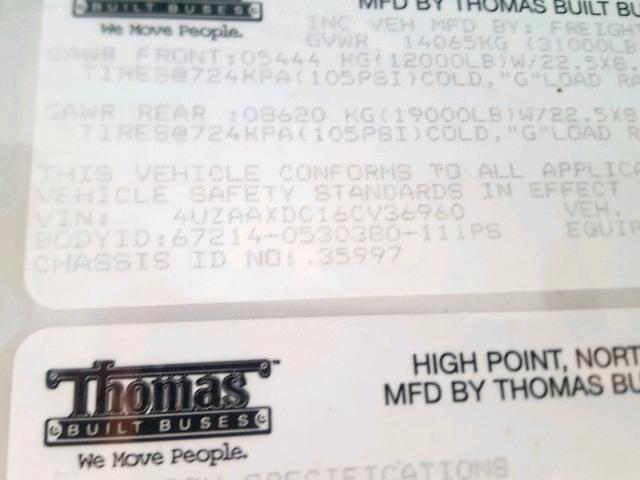 BUILT BUSES
MFD BY THOMAS BUILT BU
We Move People.
INC VEH MFD BY: FREIGHT
GVWR, 14065KG (31000LB
GAWR FRONT:05444 KG(12000LB)W/22.5X8.
TIRES@724KPA(105PSI)COLD,"G"LOAD RA
GAWR REAR :08620 KG(19000LB)W/22.5X8
TIRES@724KPA(105PSI)COLD,"G"LOAD R
THIS VEHICLE CONFORMS TO ALL APPLICA
VEHICLE SAFETY STANDARDS IN EFFECT
VIN: 4UZAAXDC16CV36960 VEH.
BODYID:67214-0530380-111PS EQUIP
CHASSIS ID NO: 35997
Thomas
BUILT BUSES
We Move People.
HIGH POINT, NORT
MFD BY THOMAS BU
SPECIFICATIONS